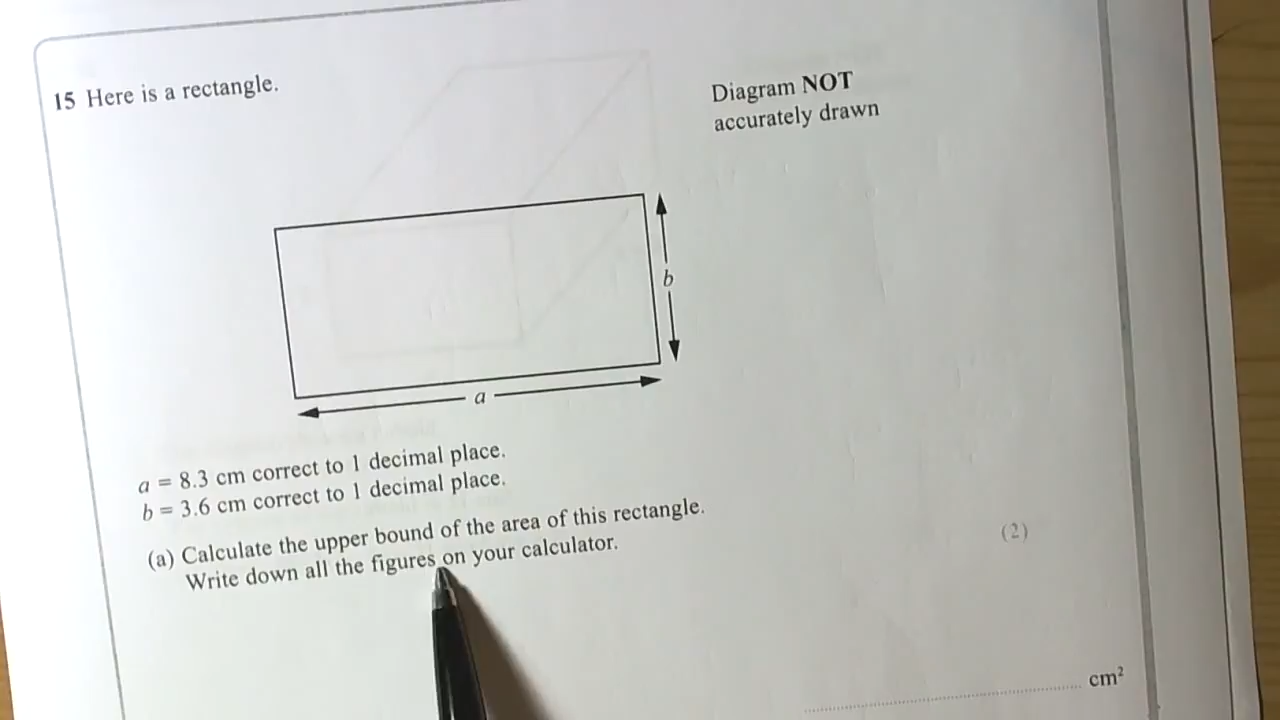 15 Here is a rectangle.
Diagram NOT
accurately drawn
b
a
a = 8.3 cm correct to 1 decimal place.
b = 3.6 cm correct to 1 decimal place.
(a) Calculate the upper bound of the area of this rectangle.
Write down all the figures on your calculator.
(2)
cm²